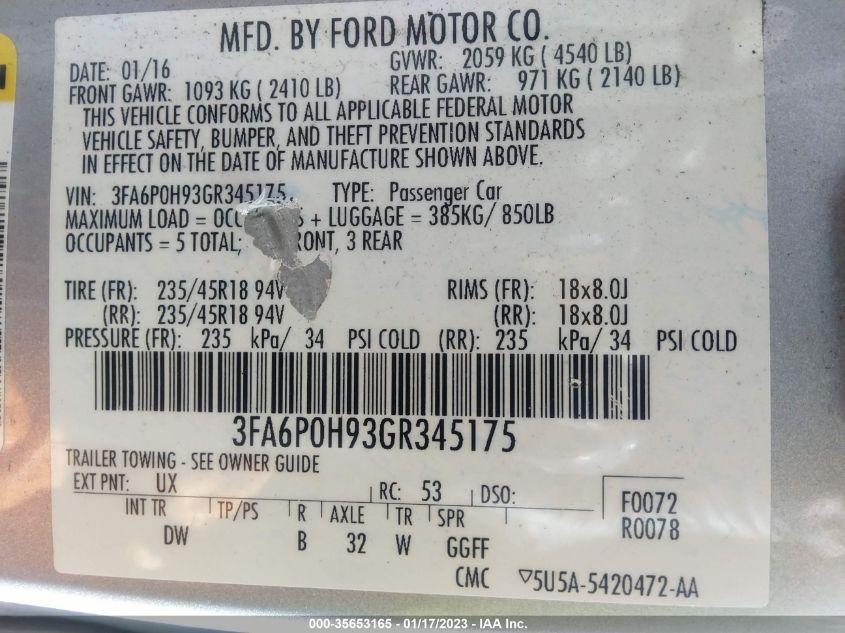 MFD. BY FORD MOTOR CO.
DATE: 01/16 GVWR: 2059 KG ( 4540 LB)
FRONT GAWR: 1093 KG ( 2410 LB) REAR GAWR: 971 KG ( 2140 LB)
THIS VEHICLE CONFORMS TO ALL APPLICABLE FEDERAL MOTOR
VEHICLE SAFETY, BUMPER, AND THEFT PREVENTION STANDARDS
IN EFFECT ON THE DATE OF MANUFACTURE SHOWN ABOVE.
VIN: 3FA6P0H93GR345175 TYPE: Passenger Car
MAXIMUM LOAD = + LUGGAGE = 385KG/ 850LB
OCCUPANTS = 5 TOTAL; 3 REAR
TIRE (FR): 235/45R18 94V RIMS (FR): 18x8.0J
(RR): 235/45R18 94V (RR): 18x8.0J
PRESSURE (FR): 235 kPa/ 34 PSI COLD (RR): 235 kPa/ 34 PSI COLD
3FA6P0H93GR345175
TRAILER TOWING - SEE OWNER GUIDE
EXT PNT: UX RC: 53 DSO:
INT TR TP/PS R AXLE TR SPR F0072
DW B 32 W GGFF R0078
CMC ▽5U5A-5420472-AA
000-35653165 - 01/17/2023 - IAA Inc.